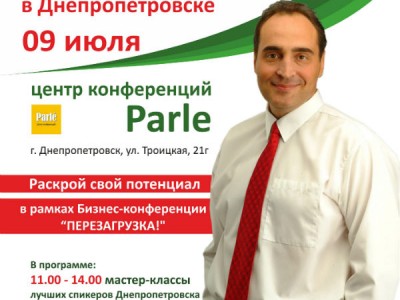 в Днепропетровске
09 июля
центр конференций
Parle
Parle
г. Днепропетровск, ул. Троицкая, 21г
Раскрой свой потенциал
в рамках Бизнес-конференции
“ПЕРЕЗАГРУЗКА!"
В программе:
11.00 - 14.00 мастер-классы
лучших спикеров Днепропетровска